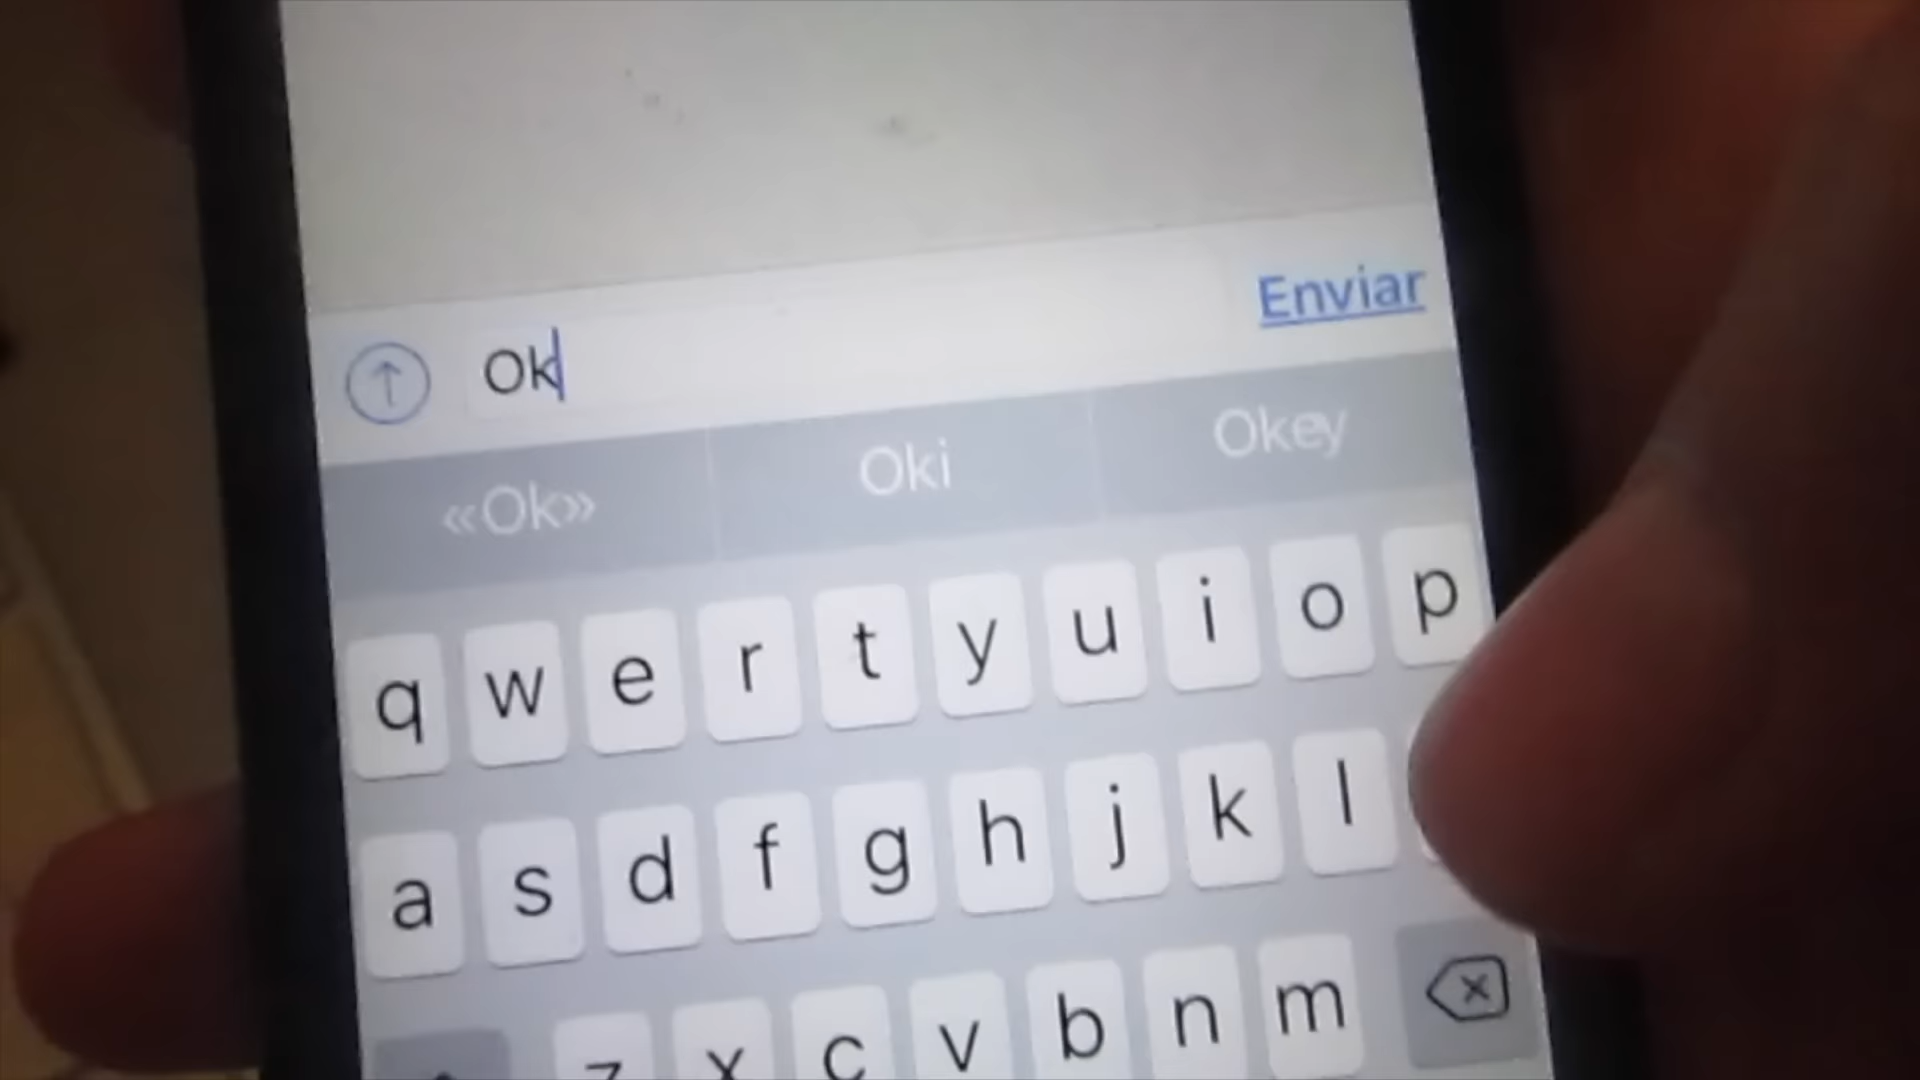 Ok
Enviar
«Ok» Oki Okey
q w e r t y u i o p
a s d f g h j k l
z x c v b n m